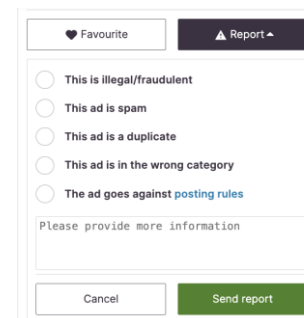 Favourite
Report
This is illegal/fraudulent
This ad is spam
This ad is a duplicate
This ad is in the wrong category
The ad goes against posting rules
Please provide more information
Cancel
Send report